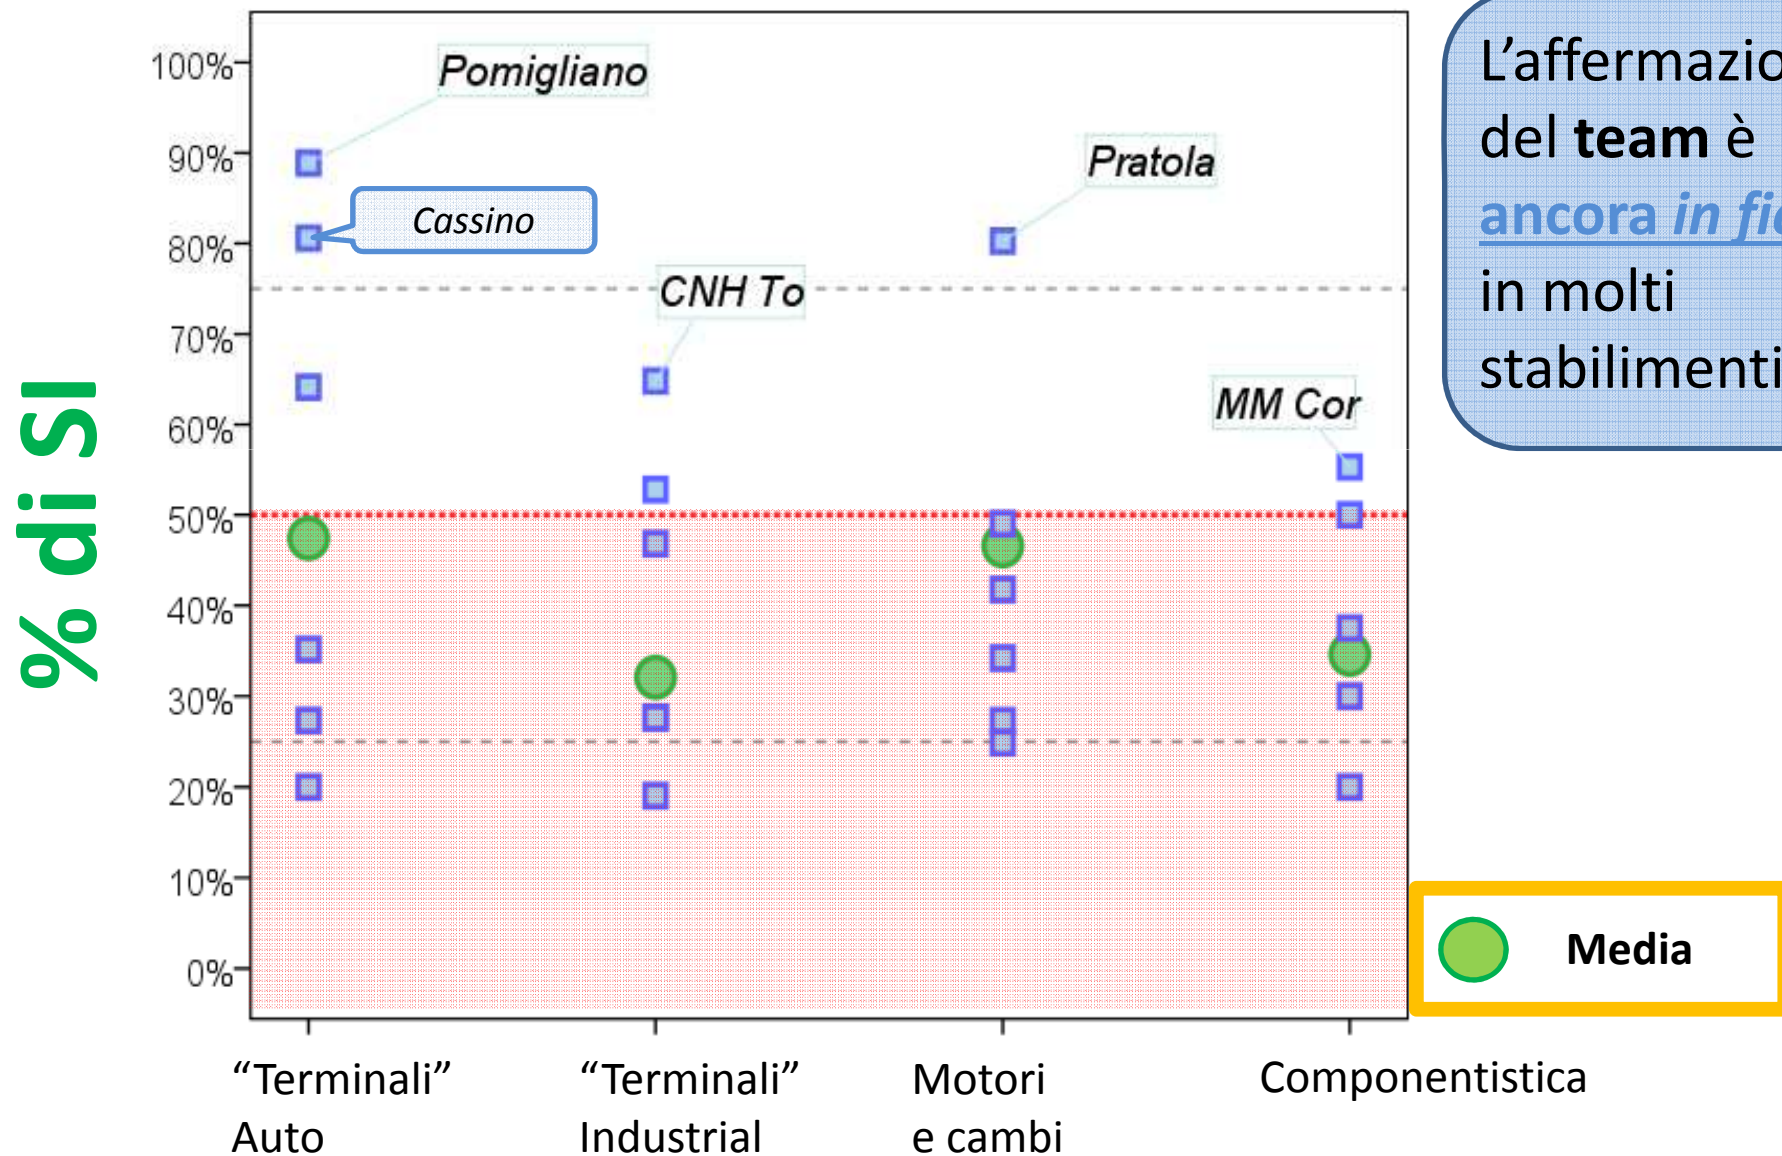 100%
Pomigliano
90%
Pratola
Cassino
80%
CNH To
70%
MM Cor
60%
50%
40%
30%
20%
10%
0%
% di SI
"Terminali"
Auto
"Terminali"
Industrial
Motori
e cambi
Componentistica
L'affermazio
del team è
ancora in fi
in molti
stabilimenti
Media